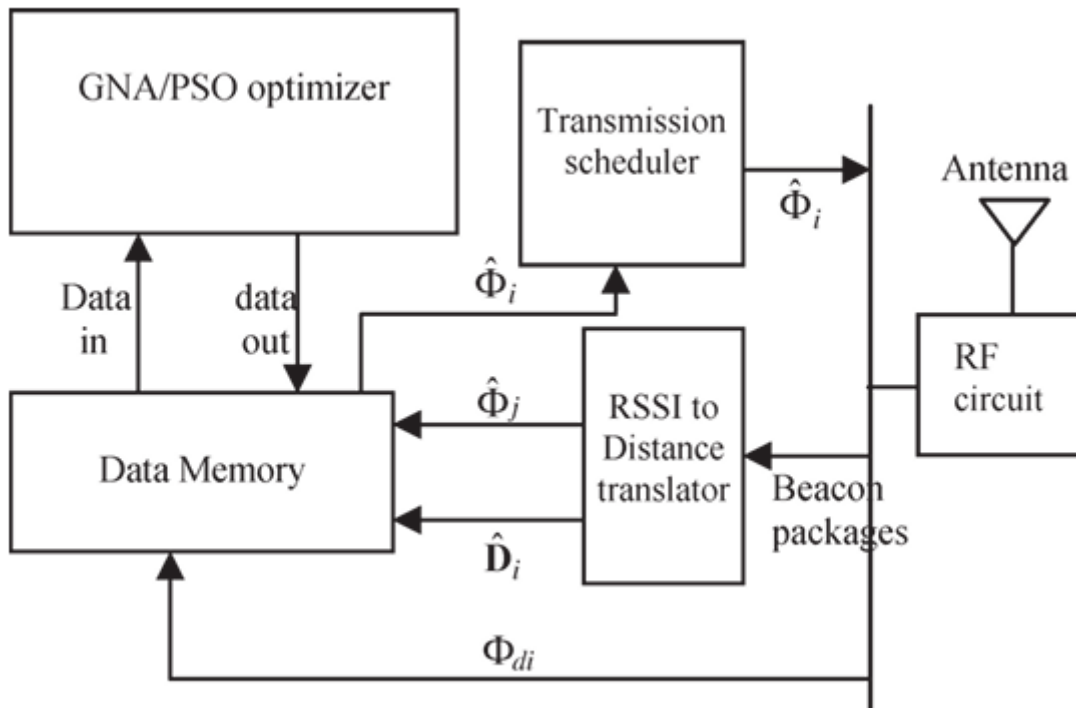 GNA/PSO optimizer
Transmission
scheduler
Antenna
Φ̂i
Data
in
data
out
Φ̂i
RF
circuit
Φ̂j
RSSI to
Distance
translator
Data Memory
Beacon
packages
D̂i
Φdi